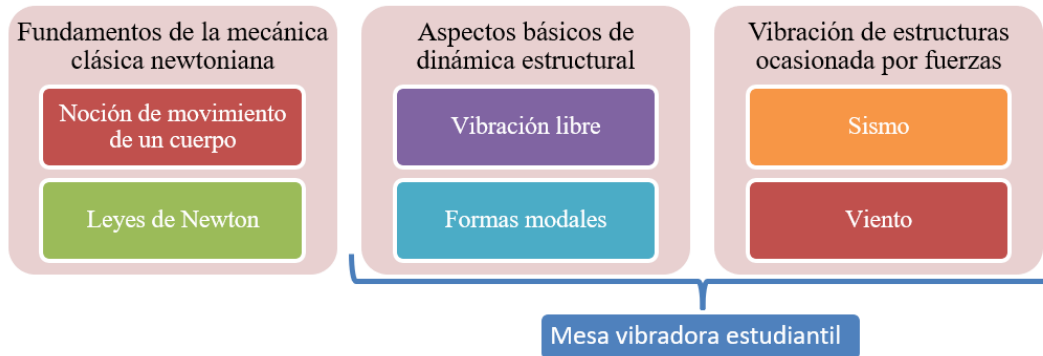 Fundamentos de la mecánica
clásica newtoniana
Noción de movimiento
de un cuerpo
Leyes de Newton
Aspectos básicos de
dinámica estructural
Vibración libre
Formas modales
Vibración de estructuras
ocasionada por fuerzas
Sismo
Viento
Mesa vibradora estudiantil